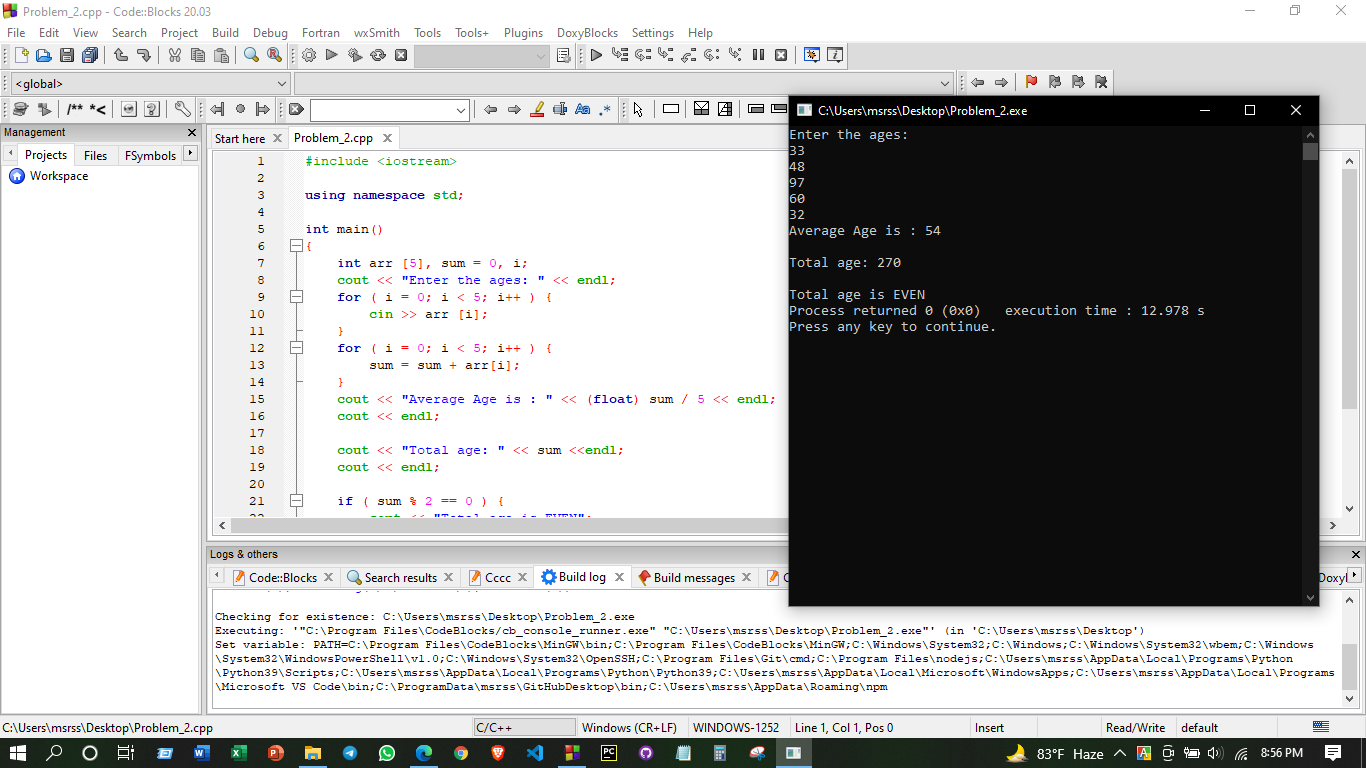 Problem_2.cpp - Code::Blocks 20.03
File Edit View Search Project Build Debug Fortran wxSmith Tools Tools+ Plugins DoxyBlocks Settings Help
<global>
/** *<
Aa .*
Management
Projects Files FSymbols
Workspace
Start here Problem_2.cpp
1 #include <iostream>
2
3 using namespace std;
4
5 int main()
6 {
7 int arr [5], sum = 0, i;
8 cout << "Enter the ages: " << endl;
9 for ( i = 0; i < 5; i++ ) {
10 cin >> arr [i];
11 }
12 for ( i = 0; i < 5; i++ ) {
13 sum = sum + arr[i];
14 }
15 cout << "Average Age is : " << (float) sum / 5 << endl;
16 cout << endl;
17
18 cout << "Total age: " << sum <<endl;
19 cout << endl;
20
21 if ( sum % 2 == 0 ) {
22 cout << "Total age is EVEN";
C:\Users\msrss\Desktop\Problem_2.exe
Enter the ages:
33
48
97
60
32
Average Age is : 54
Total age: 270
Total age is EVEN
Process returned 0 (0x0) execution time : 12.978 s
Press any key to continue.
Logs & others
Code::Blocks Search results Cccc Build log Build messages
Checking for existence: C:\Users\msrss\Desktop\Problem_2.exe
Executing: '"C:\Program Files\CodeBlocks/cb_console_runner.exe" "C:\Users\msrss\Desktop\Problem_2.exe"' (in 'C:\Users\msrss\Desktop')
Set variable: PATH=C:\Program Files\CodeBlocks\MinGW\bin;C:\Program Files\CodeBlocks\MinGW;C:\Windows\System32;C:\Windows;C:\Windows\System32\wbem;C:\Windows
\System32\WindowsPowerShell\v1.0;C:\Windows\System32\OpenSSH;C:\Program Files\Git\cmd;C:\Program Files\nodejs;C:\Users\msrss\AppData\Local\Programs\Python
\Python39\Scripts;C:\Users\msrss\AppData\Local\Programs\Python\Python39;C:\Users\msrss\AppData\Local\Microsoft\WindowsApps;C:\Users\msrss\AppData\Local\Programs
\Microsoft VS Code\bin;C:\ProgramData\msrss\GitHubDesktop\bin;C:\Users\msrss\AppData\Roaming\npm
C:\Users\msrss\Desktop\Problem_2.cpp C/C++ Windows (CR+LF) WINDOWS-1252 Line 1, Col 1, Pos 0 Insert Read/Write default
83°F Haze 8:56 PM